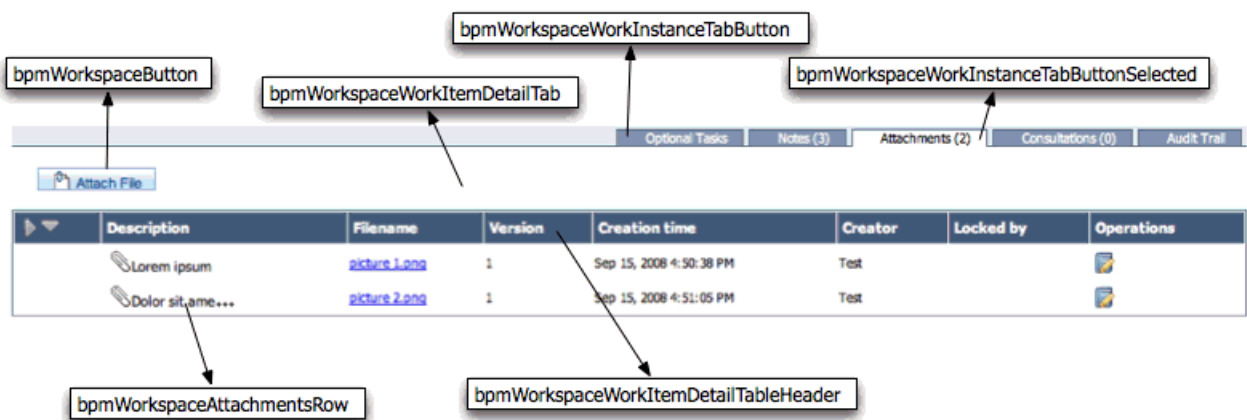 bpmWorkspaceWorkInstanceTabButton
bpmWorkspaceButton
bpmWorkspaceWorkInstanceTabButtonSelected
bpmWorkspaceWorkItemDetailTab
Optional Tasks Notes (3) Attachments (2) Consultations (0) Audit Trail
Attach File
Description Filename Version Creation time Creator Locked by Operations
Lorem ipsum picture 1.png 1 Sep 15, 2008 4:50:38 PM Test
Dolor sit ame... picture 2.png 1 Sep 15, 2008 4:51:05 PM Test
bpmWorkspaceWorkItemDetailTableHeader
bpmWorkspaceAttachmentsRow